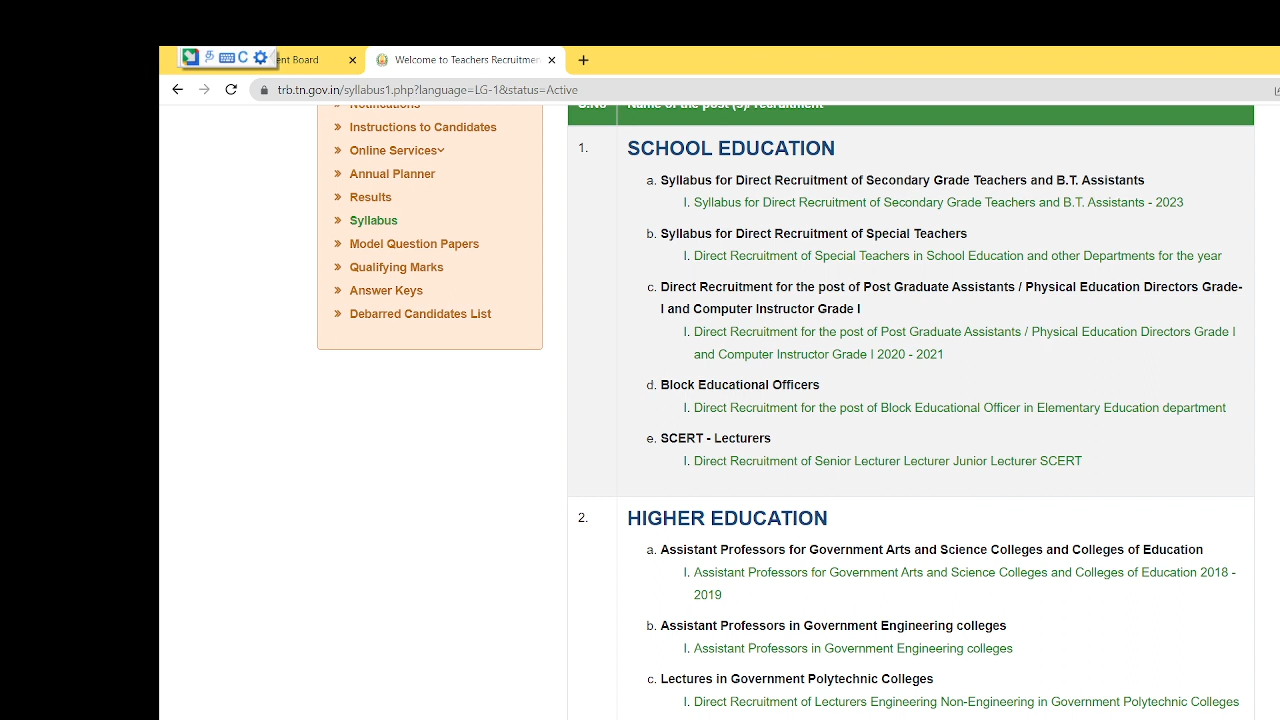 ent Board
Welcome to Teachers Recruitmen
trb.tn.gov.in/syllabus1.php?language=LG-1&status=Active
Notifications
Instructions to Candidates
Online Services
Annual Planner
Results
Syllabus
Model Question Papers
Qualifying Marks
Answer Keys
Debarred Candidates List
S.No Name of the post (s)/ recruitment
1. SCHOOL EDUCATION
a. Syllabus for Direct Recruitment of Secondary Grade Teachers and B.T. Assistants
I. Syllabus for Direct Recruitment of Secondary Grade Teachers and B.T. Assistants - 2023
b. Syllabus for Direct Recruitment of Special Teachers
I. Direct Recruitment of Special Teachers in School Education and other Departments for the year
c. Direct Recruitment for the post of Post Graduate Assistants / Physical Education Directors Grade-
I and Computer Instructor Grade I
I. Direct Recruitment for the post of Post Graduate Assistants / Physical Education Directors Grade I
and Computer Instructor Grade I 2020 - 2021
d. Block Educational Officers
I. Direct Recruitment for the post of Block Educational Officer in Elementary Education department
e. SCERT - Lecturers
I. Direct Recruitment of Senior Lecturer Lecturer Junior Lecturer SCERT
2. HIGHER EDUCATION
a. Assistant Professors for Government Arts and Science Colleges and Colleges of Education
I. Assistant Professors for Government Arts and Science Colleges and Colleges of Education 2018 -
2019
b. Assistant Professors in Government Engineering colleges
I. Assistant Professors in Government Engineering colleges
c. Lectures in Government Polytechnic Colleges
I. Direct Recruitment of Lecturers Engineering Non-Engineering in Government Polytechnic Colleges